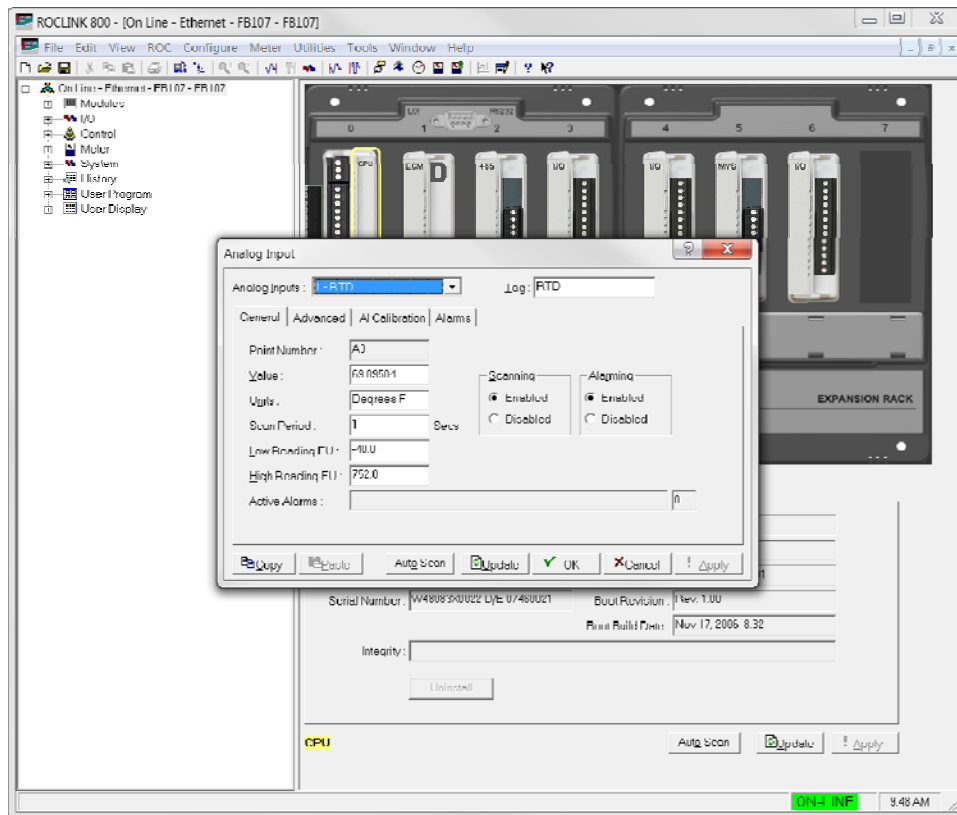 ROCLINK 800 - [On Line - Ethernet - FB107 - FB107]
File Edit View ROC Configure Meter Utilities Tools Window Help
On Line - Ethernet - FB107 - FB107
Modules
I/O
Control
Meter
System
History
User Program
User Display
LOI RS232
0 1 2 3 4 5 6 7
CPU D 485 I/O I/O I/O
EXPANSION RACK
Analog Input
Analog Inputs : 1 - RTD
Tag : RTD
General Advanced AI Calibration Alarms
Point Number :
Value :
Units : Degrees F
Scan Period : 1 Secs
Low Reading EU : -40.0
High Reading EU : 752.0
Active Alarms : 0
Scanning
Enabled
Disabled
Alarming
Enabled
Disabled
Copy Paste Auto Scan Update OK Cancel ! Apply
Serial Number :
Boot Revision : Rev. 1.00
Boot Build Date : Nov 17, 2006 8:32
Integrity :
Uninstall
CPU
Auto Scan Update ! Apply
ON-LINE 9:48 AM